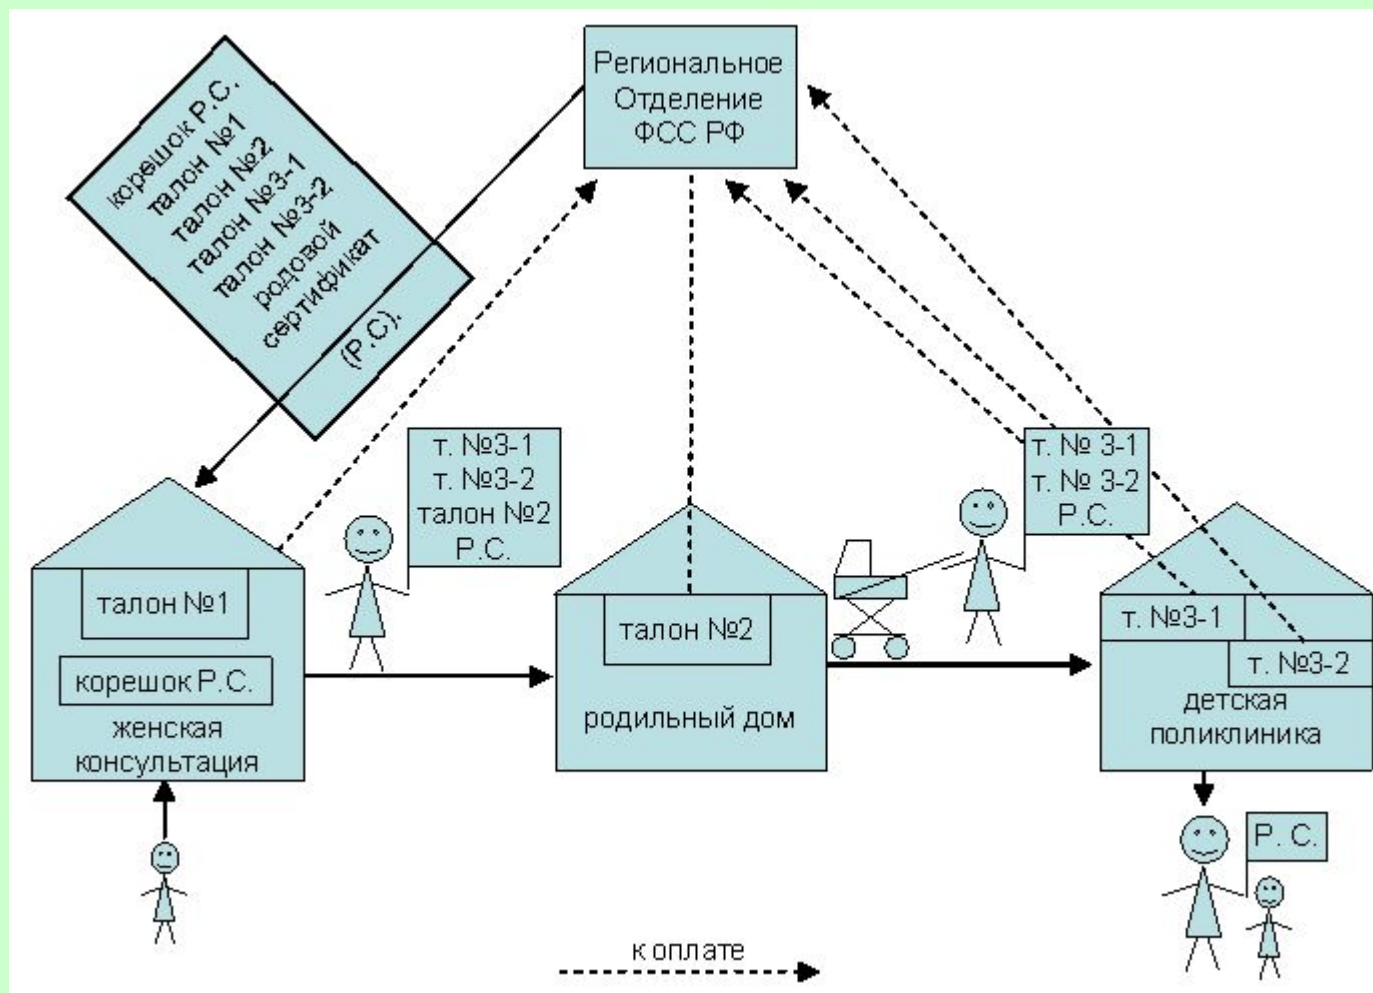 Региональное
Отделение
ФСС РФ
корешок Р.С.
талон №1
талон №2
талон №3-1
талон №3-2
родовой
сертификат
(Р.С).
т. №3-1
т. №3-2
талон №2
Р.С.
т. № 3-1
т. № 3-2
Р.С.
талон №1
корешок Р.С.
женская
консультация
талон №2
родильный дом
т. №3-1
т. №3-2
детская
поликлиника
Р. С.
к оплате